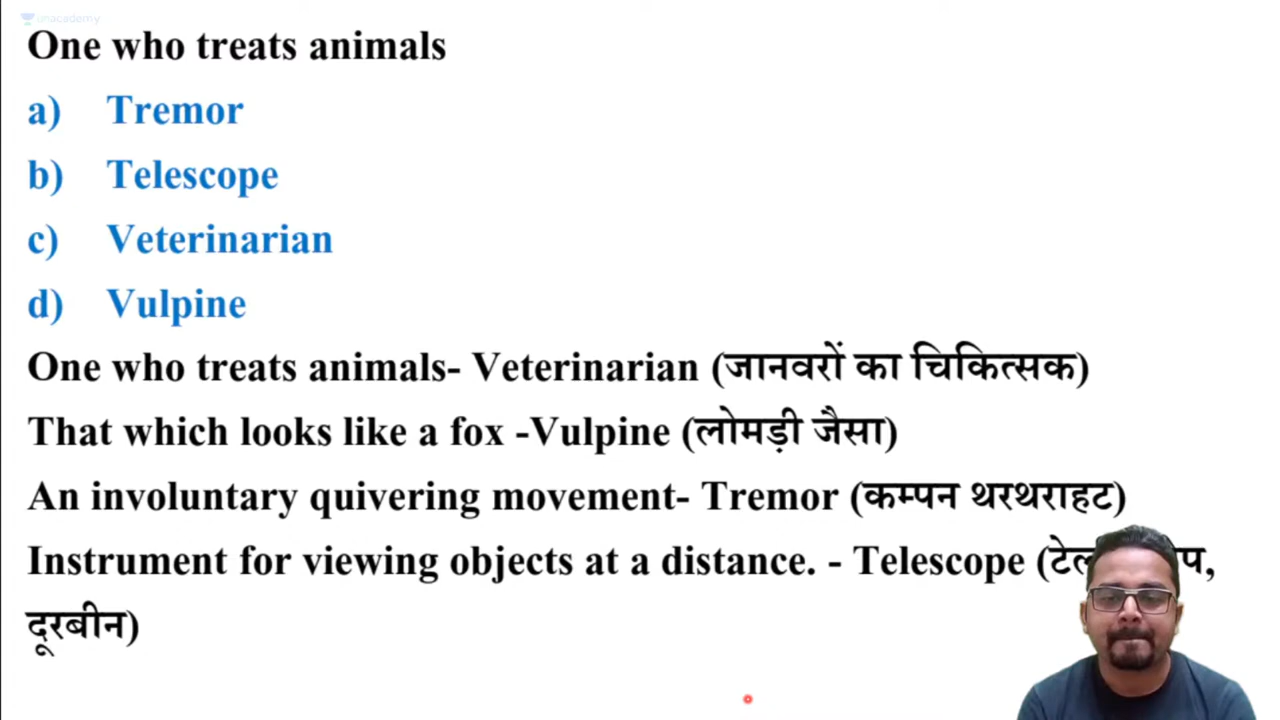 unacademy
One who treats animals
a) Tremor
b) Telescope
c) Veterinarian
d) Vulpine
One who treats animals- Veterinarian (जानवरों का चिकित्सक)
That which looks like a fox -Vulpine (लोमड़ी जैसा)
An involuntary quivering movement- Tremor (कम्पन थरथराहट)
Instrument for viewing objects at a distance. - Telescope (
दूरबीन)